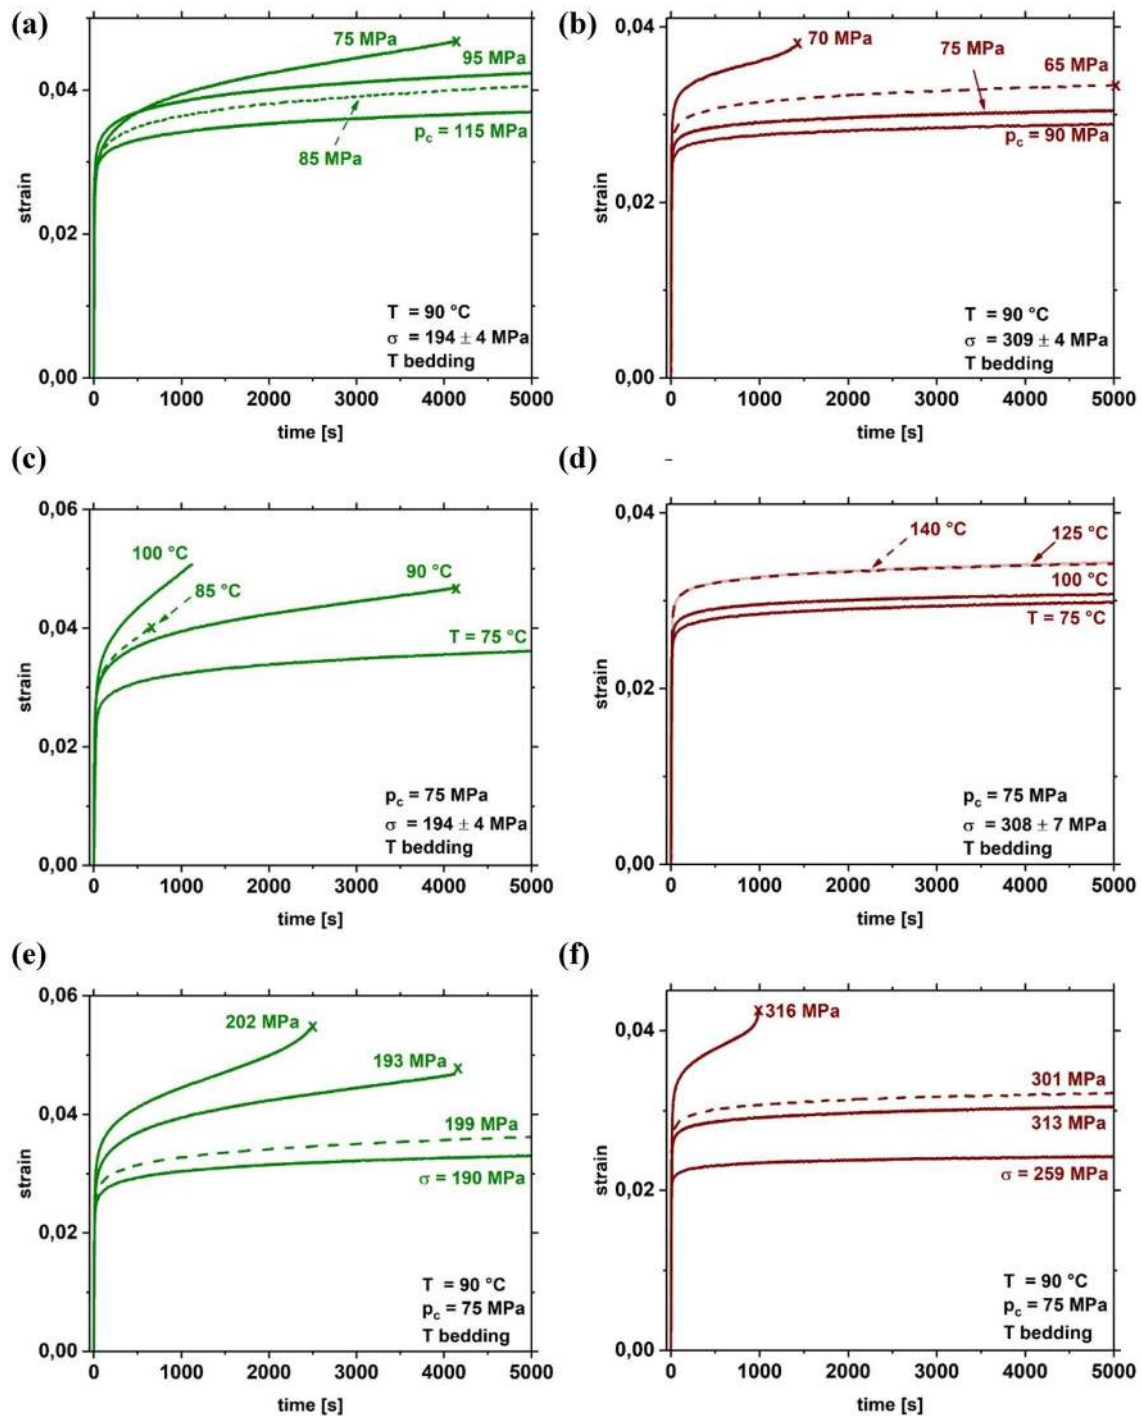 (a)
75 MPa
95 MPa
85 MPa
p_c = 115 MPa
T = 90 °C
σ = 194 ± 4 MPa
T bedding
0,04
0,02
0,00
strain
0 1000 2000 3000 4000 5000
time [s]
(b)
70 MPa
75 MPa
65 MPa
p_c = 90 MPa
T = 90 °C
σ = 309 ± 4 MPa
T bedding
0,04
0,02
0,00
strain
0 1000 2000 3000 4000 5000
time [s]
(c)
100 °C
85 °C
90 °C
T = 75 °C
p_c = 75 MPa
σ = 194 ± 4 MPa
T bedding
0,06
0,04
0,02
0,00
strain
0 1000 2000 3000 4000 5000
time [s]
(d)
140 °C
125 °C
100 °C
T = 75 °C
p_c = 75 MPa
σ = 308 ± 7 MPa
T bedding
0,04
0,02
0,00
strain
0 1000 2000 3000 4000 5000
time [s]
(e)
202 MPa
193 MPa
199 MPa
σ = 190 MPa
T = 90 °C
p_c = 75 MPa
T bedding
0,06
0,04
0,02
0,00
strain
0 1000 2000 3000 4000 5000
time [s]
(f)
316 MPa
301 MPa
313 MPa
σ = 259 MPa
T = 90 °C
p_c = 75 MPa
T bedding
0,04
0,02
0,00
strain
0 1000 2000 3000 4000 5000
time [s]